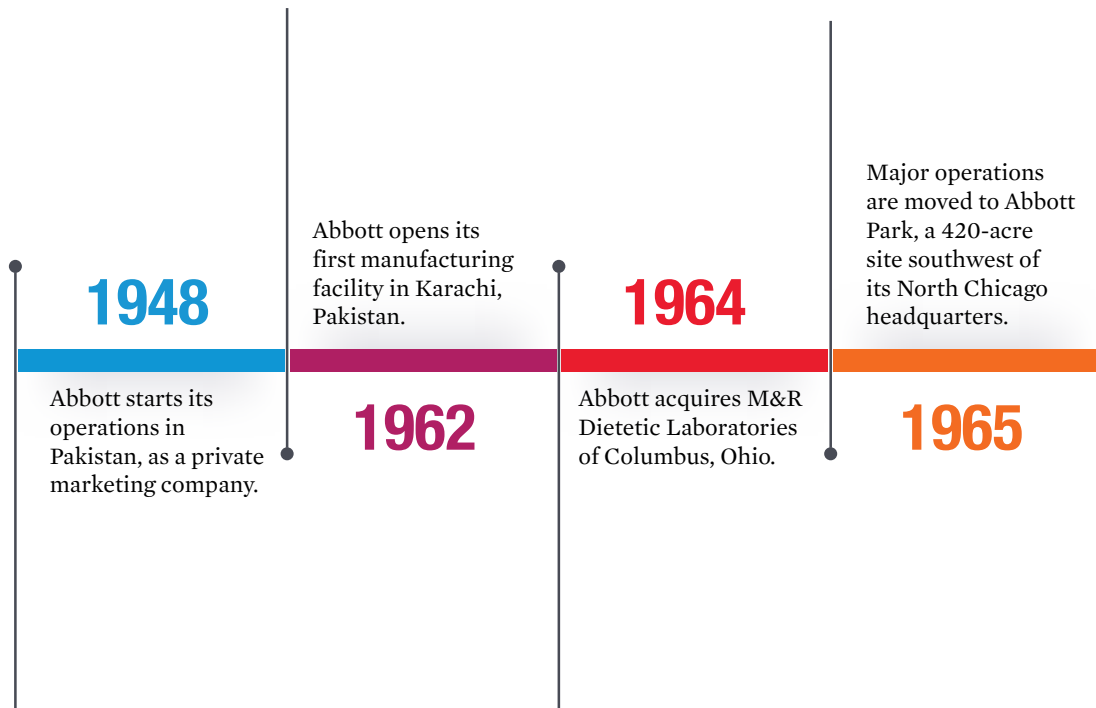 1948
Abbott starts its
operations in
Pakistan, as a private
marketing company.
Abbott opens its
first manufacturing
facility in Karachi,
Pakistan.
1962
1964
Abbott acquires M&R
Dietetic Laboratories
of Columbus, Ohio.
Major operations
are moved to Abbott
Park, a 420-acre
site southwest of
its North Chicago
headquarters.
1965